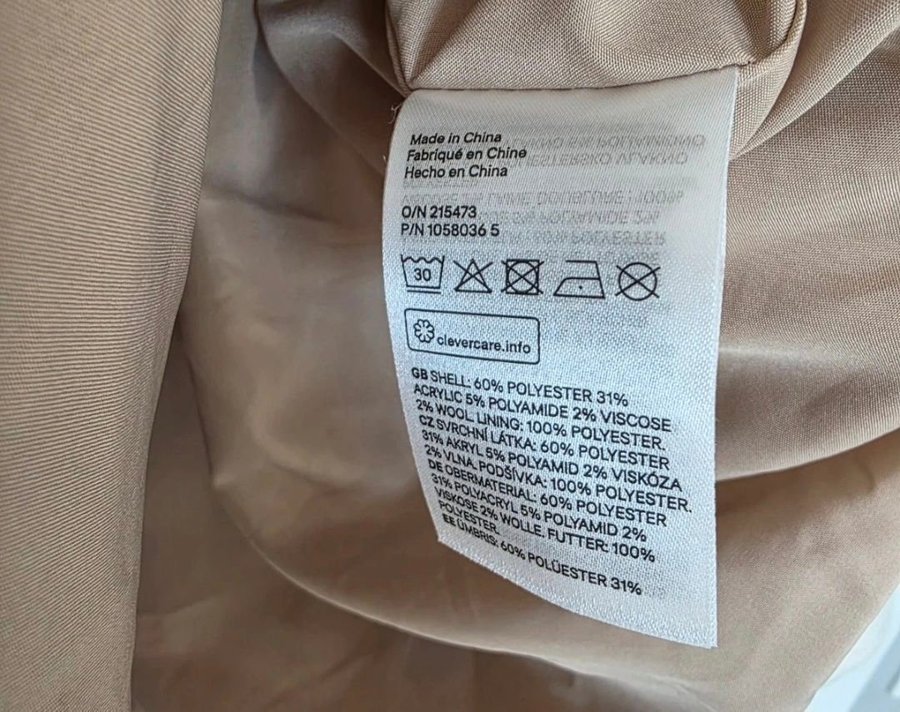 Made in China
Fabriqué en Chine
Hecho en China
O/N 215473
P/N 1058036 5
30
clevercare.info
GB SHELL: 60% POLYESTER 31%
ACRYLIC 5% POLYAMIDE 2% VISCOSE
2% WOOL LINING: 100% POLYESTER.
CZ SVRCHNÍ LÁTKA: 60% POLYESTER
31% AKRYL 5% POLYAMID 2% VISKÓZA
2% VLNA. PODŠÍVKA: 100% POLYESTER.
DE OBERMATERIAL: 60% POLYESTER
31% POLYACRYL 5% POLYAMID 2%
VISKOSE 2% WOLLE. FUTTER: 100%
POLYESTER.
EE ÜMBRIS: 60% POLÜESTER 31%